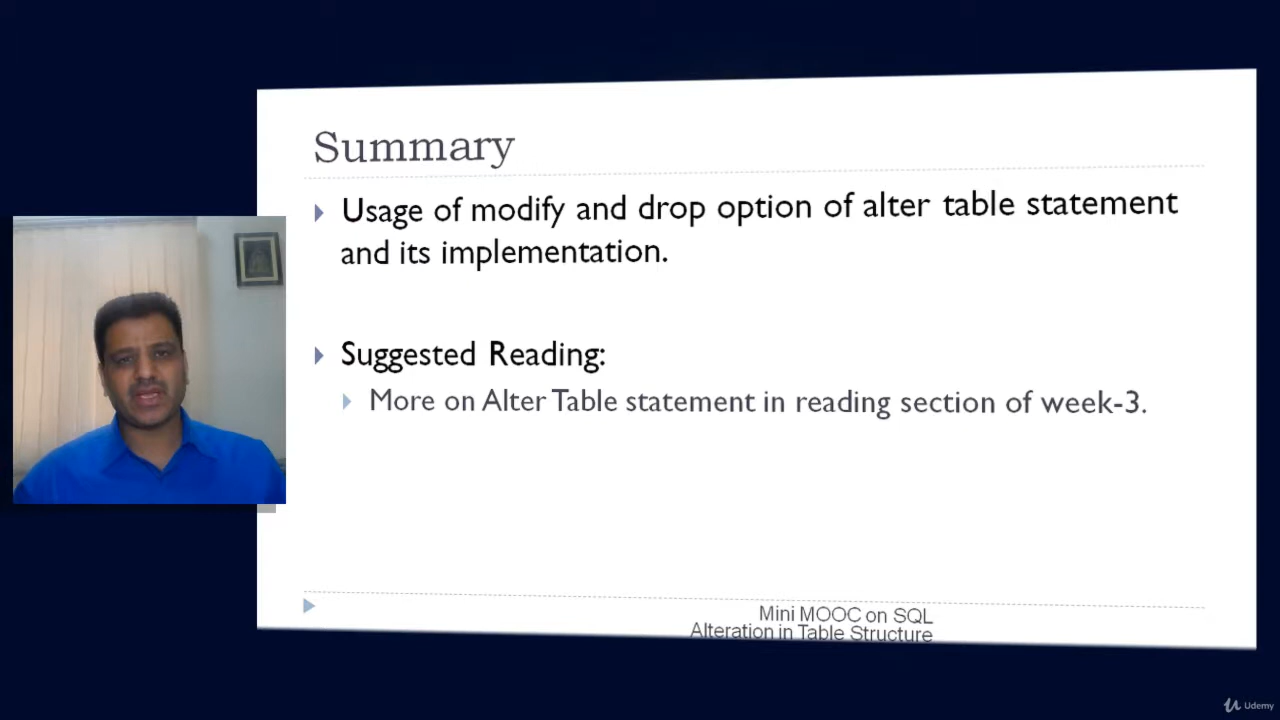 Summary
Usage of modify and drop option of alter table statement
and its implementation.
Suggested Reading:
More on Alter Table statement in reading section of week-3.
Mini MOOC on SQL
Alteration in Table Structure
Udemy